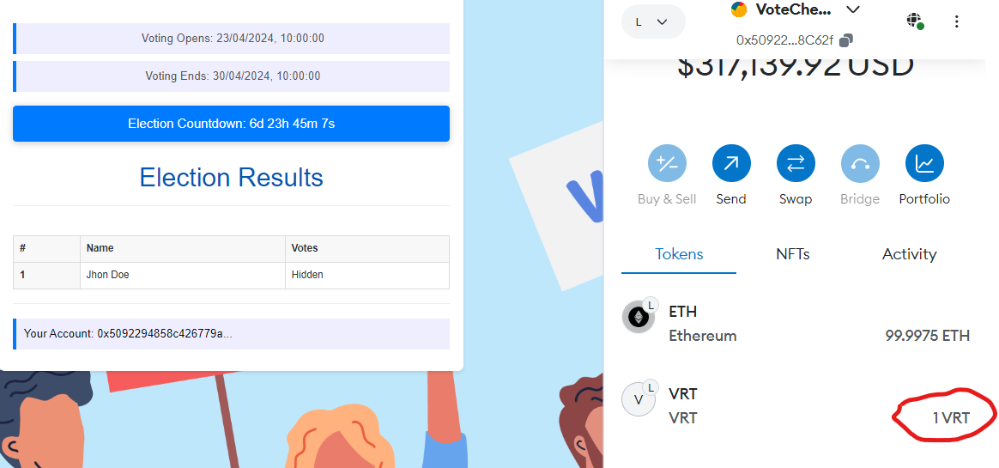 Voting Opens: 23/04/2024, 10:00:00
Voting Ends: 30/04/2024, 10:00:00
Election Countdown: 6d 23h 45m 7s
Election Results
# Name Votes
1 Jhon Doe Hidden
Your Account: 0x5092294858c426779a...
V
L VoteChe...
0x50922...8C62f
$317,139.92 USD
Buy & Sell Send Swap Bridge Portfolio
Tokens NFTs Activity
L
ETH
Ethereum 99.9975 ETH
V L
VRT
VRT 1 VRT